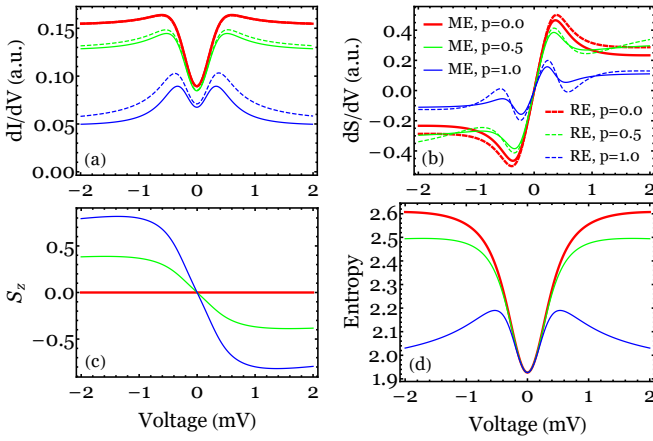 dI/dV (a.u.)
0.15
0.10
0.05
0.00
(a)
−2 −1 0 1 2
dS/dV (a.u.)
0.4
0.2
0.0
−0.2
−0.4
ME, p=0.0
ME, p=0.5
ME, p=1.0
RE, p=0.0
RE, p=0.5
RE, p=1.0
(b)
−2 −1 0 1 2
S_z
0.5
0.0
−0.5
(c)
−2 −1 0 1 2
Voltage (mV)
Entropy
2.6
2.5
2.4
2.3
2.2
2.1
2.0
1.9
(d)
−2 −1 0 1 2
Voltage (mV)